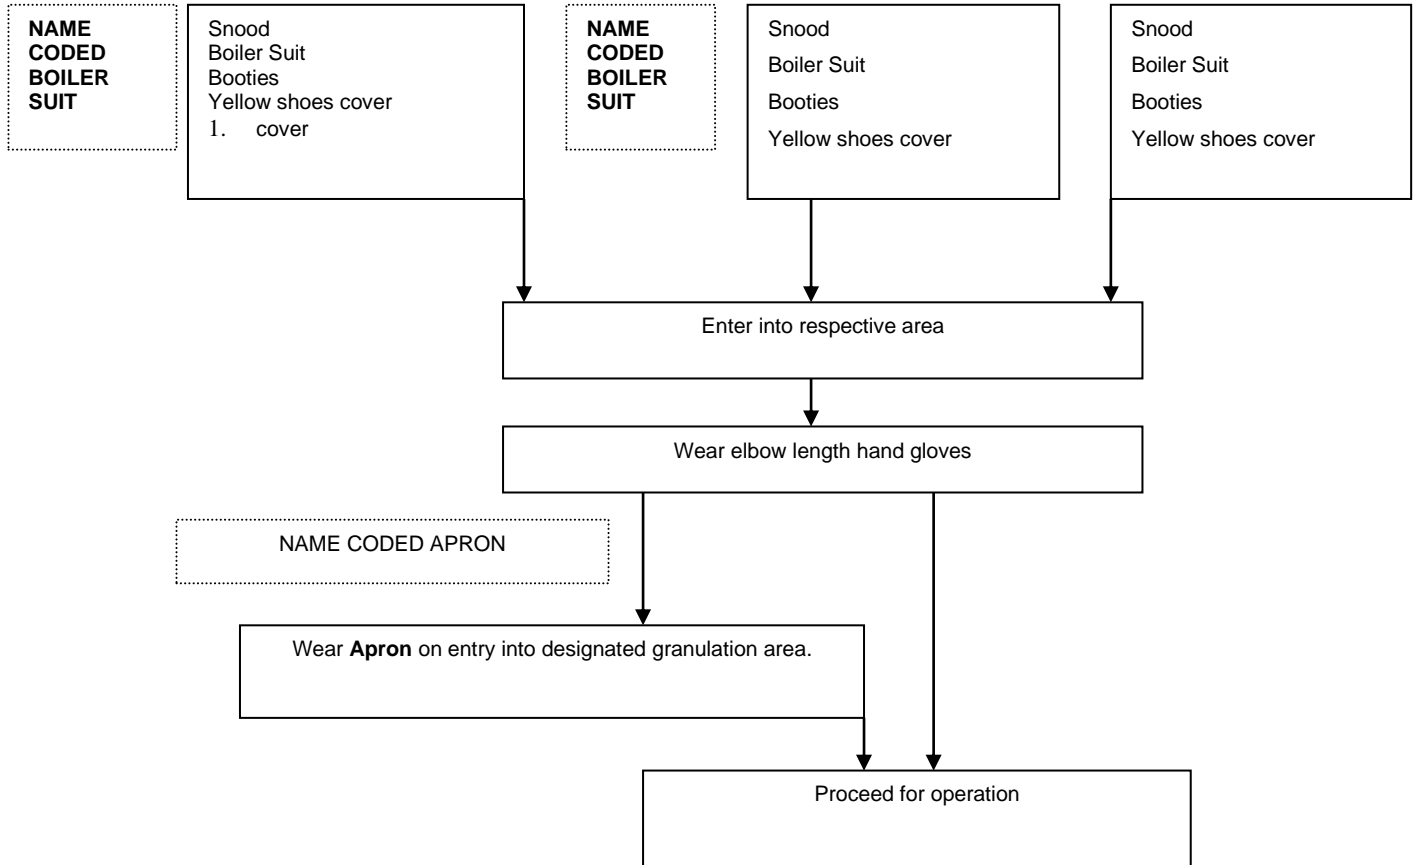 NAME
CODED
BOILER
SUIT
Snood
Boiler Suit
Booties
Yellow shoes cover
1. cover
NAME
CODED
BOILER
SUIT
Snood
Boiler Suit
Booties
Yellow shoes cover
Snood
Boiler Suit
Booties
Yellow shoes cover
Enter into respective area
Wear elbow length hand gloves
NAME CODED APRON
Wear Apron on entry into designated granulation area.
Proceed for operation